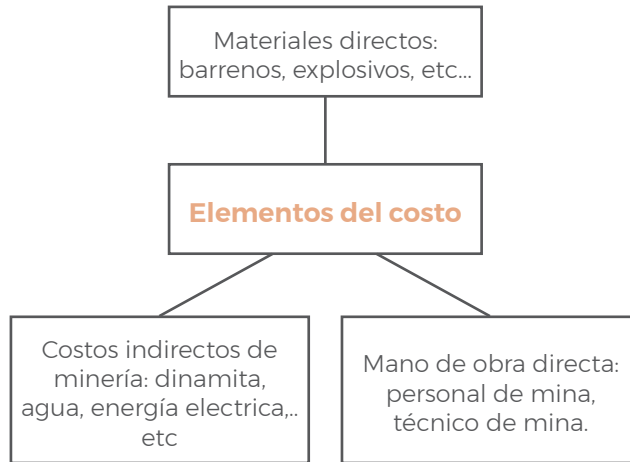 Materiales directos:
barrenos, explosivos, etc...
Elementos del costo
Costos indirectos de
minería: dinamita,
agua, energía electrica,..
etc
Mano de obra directa:
personal de mina,
técnico de mina.